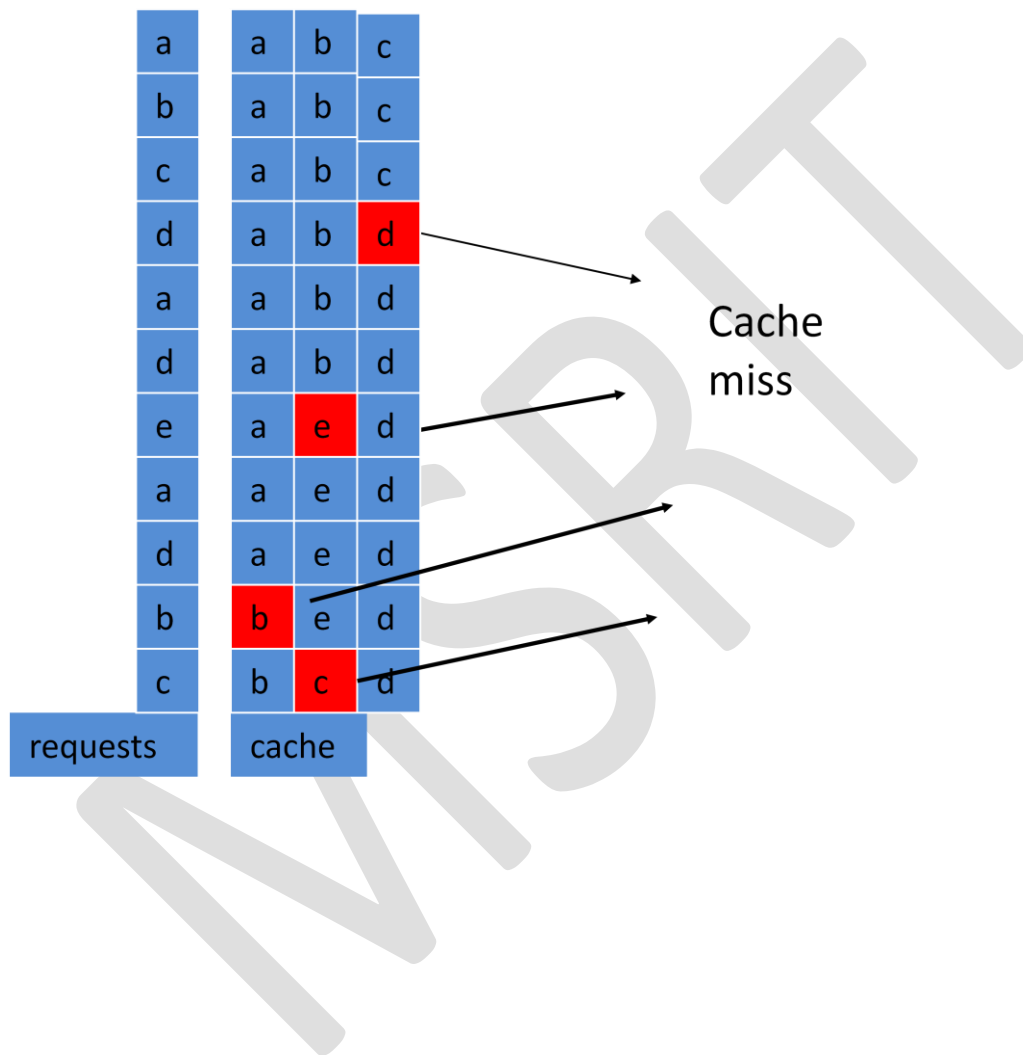 a a b c
b a b c
c a b c
d a b d
a a b d
d a b d
e a e d
a a e d
d a e d
b b e d
c b c d
requests cache
Cache
miss
MSRIT